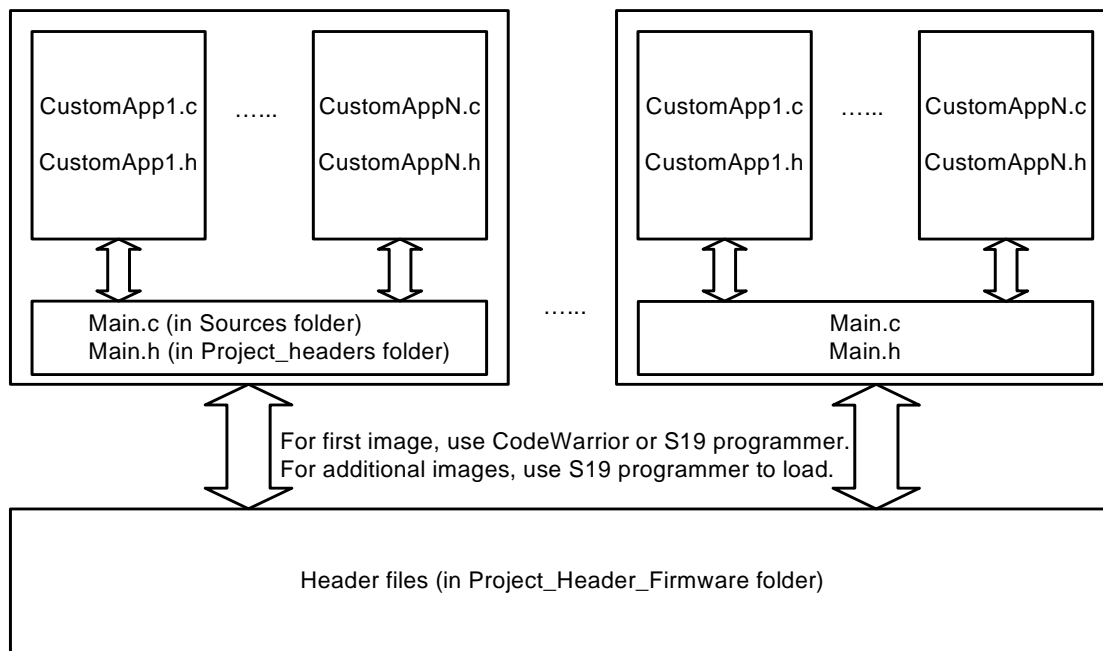 CustomApp1.c
CustomApp1.h
…...
CustomAppN.c
CustomAppN.h
Main.c (in Sources folder)
Main.h (in Project_headers folder)
…...
CustomApp1.c
CustomApp1.h
…...
CustomAppN.c
CustomAppN.h
Main.c
Main.h
For first image, use CodeWarrior or S19 programmer.
For additional images, use S19 programmer to load.
Header files (in Project_Header_Firmware folder)